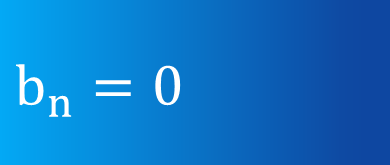 bₙ = 0